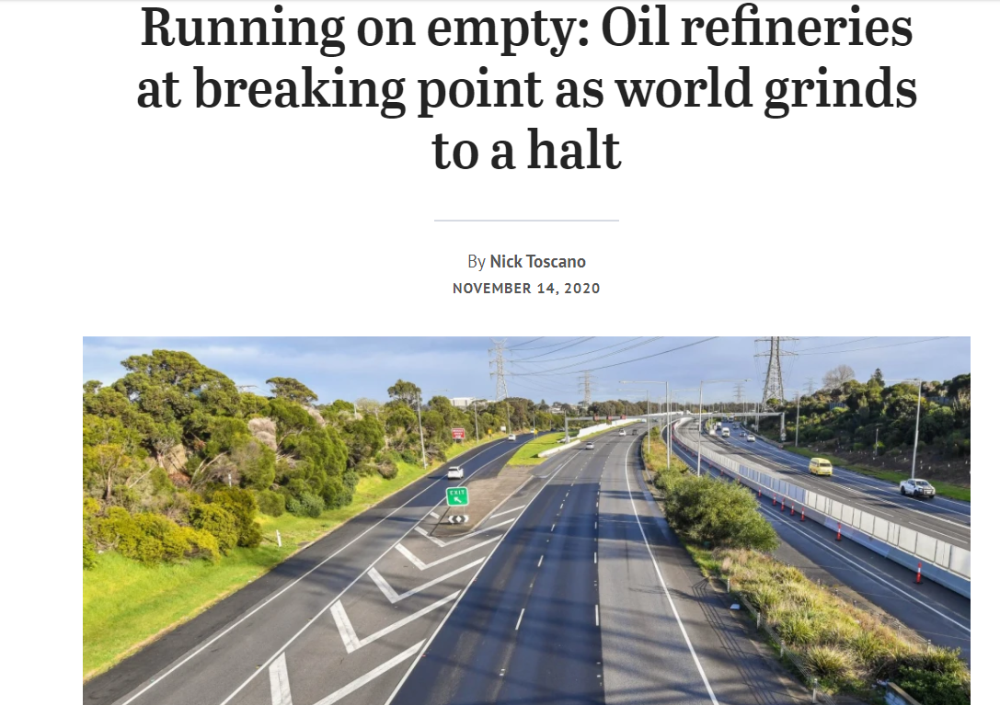 Running on empty: Oil refineries
at breaking point as world grinds
to a halt
By Nick Toscano
NOVEMBER 14, 2020
EXIT